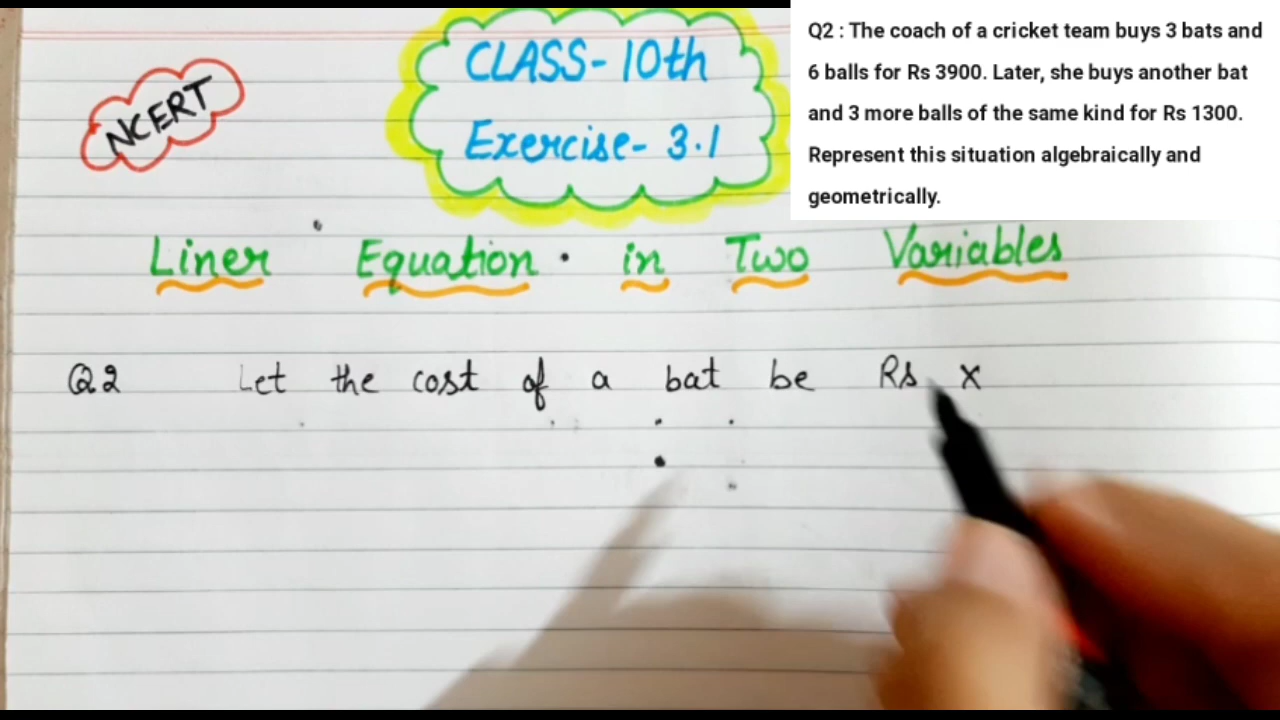 CLASS- 10th
Exercise- 3.1
NCERT
Q2 : The coach of a cricket team buys 3 bats and
6 balls for Rs 3900. Later, she buys another bat
and 3 more balls of the same kind for Rs 1300.
Represent this situation algebraically and
geometrically.
Liner Equation in Two Variables
Q2 Let the cost of a bat be Rs x